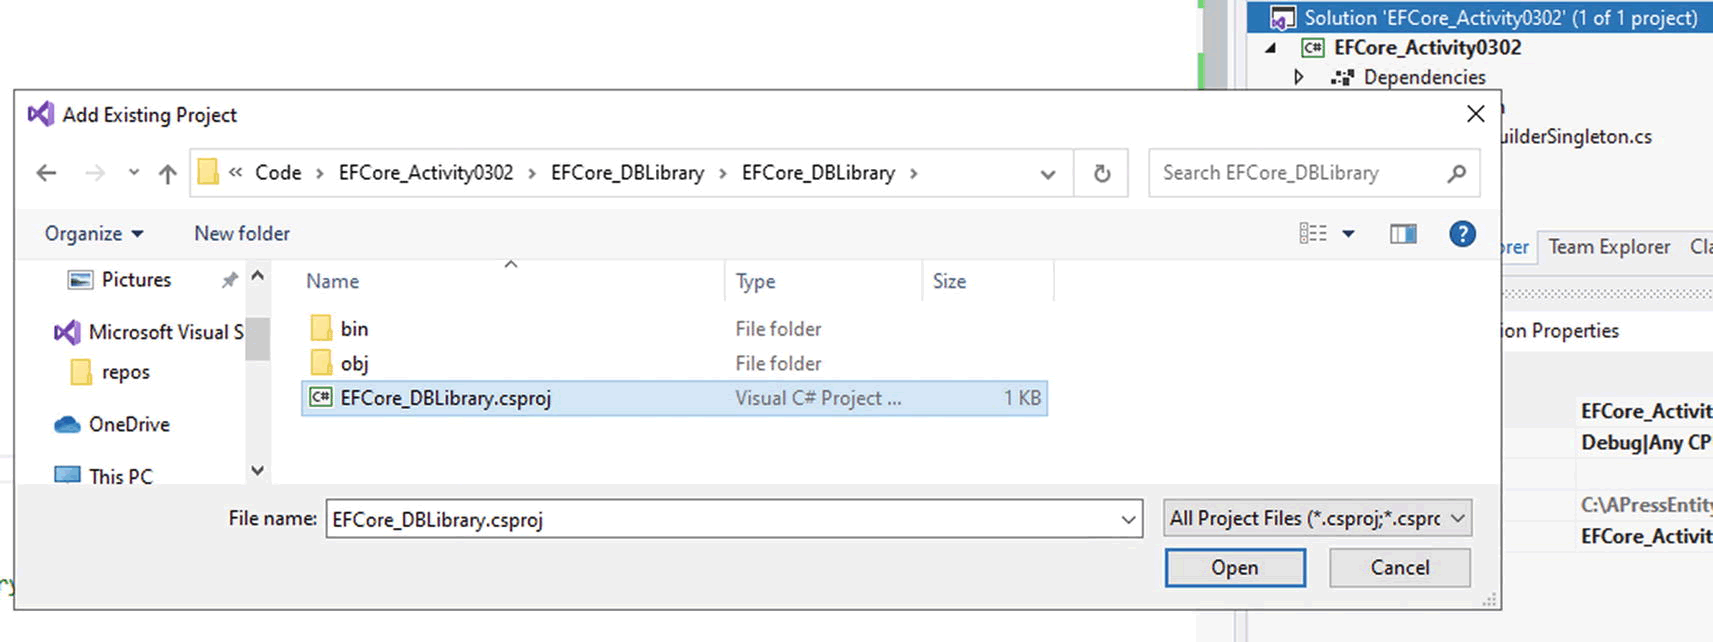 Solution 'EFCore_Activity0302' (1 of 1 project)
C# EFCore_Activity0302
Dependencies
Add Existing Project
uilderSingleton.cs
« Code › EFCore_Activity0302 › EFCore_DBLibrary › EFCore_DBLibrary ›
Search EFCore_DBLibrary
Organize
New folder
?
rer
Team Explorer
Cla
Pictures
Microsoft Visual S
repos
OneDrive
This PC
Name Type Size
bin File folder
obj File folder
C# EFCore_DBLibrary.csproj Visual C# Project ... 1 KB
ion Properties
EFCore_Activit
Debug|Any CP
C:\APressEntity
EFCore_Activit
File name: EFCore_DBLibrary.csproj
All Project Files (*.csproj;*.csprc
Open
Cancel
ry